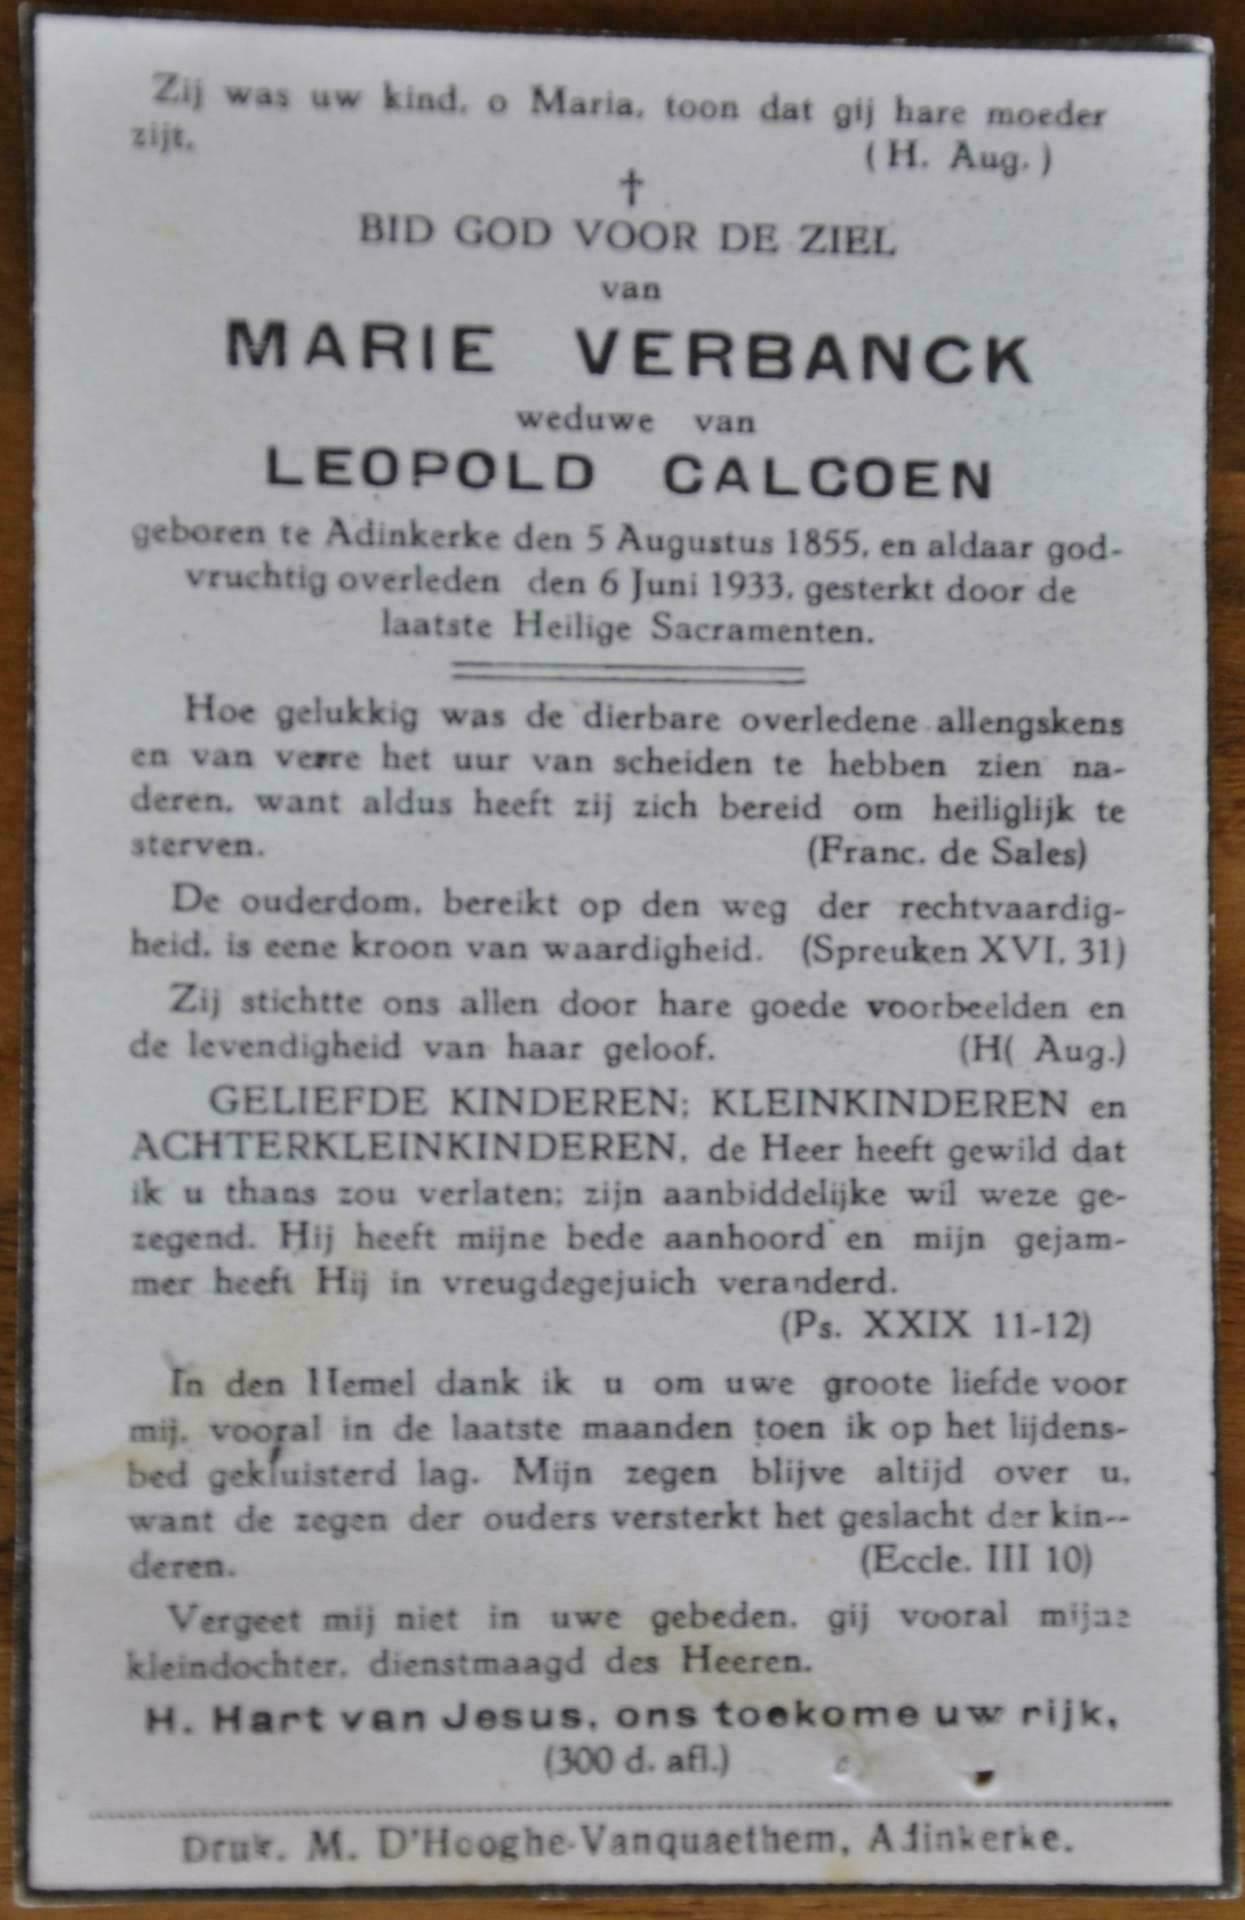 Zij was uw kind, o Maria, toon dat gij hare moeder
zijt. (H. Aug.)
†
BID GOD VOOR DE ZIEL
van
MARIE VERBANCK
weduwe van
LEOPOLD CALCOEN
geboren te Adinkerke den 5 Augustus 1855, en aldaar god-
vruchtig overleden den 6 Juni 1933, gesterkt door de
laatste Heilige Sacramenten.
Hoe gelukkig was de dierbare overledene allengskens
en van verre het uur van scheiden te hebben zien na-
deren, want aldus heeft zij zich bereid om heiliglijk te
sterven. (Franc. de Sales)
De ouderdom, bereikt op den weg der rechtvaardig-
heid, is eene kroon van waardigheid. (Spreuken XVI, 31)
Zij stichtte ons allen door hare goede voorbeelden en
de levendigheid van haar geloof. (H( Aug.)
GELIEFDE KINDEREN; KLEINKINDEREN en
ACHTERKLEINKINDEREN, de Heer heeft gewild dat
ik u thans zou verlaten; zijn aanbiddelijke wil weze ge-
zegend. Hij heeft mijne bede aanhoord en mijn gejam-
mer heeft Hij in vreugdegejuich veranderd.
(Ps. XXIX 11-12)
In den Hemel dank ik u om uwe groote liefde voor
mij, vooral in de laatste maanden toen ik op het lijdens-
bed gekluisterd lag. Mijn zegen blijve altijd over u,
want de zegen der ouders versterkt het geslacht der kin--
deren. (Eccle. III 10)
Vergeet mij niet in uwe gebeden, gij vooral mijne
kleindochter, dienstmaagd des Heeren.
H. Hart van Jesus, ons toekome uw rijk,
(300 d. afl.)
Druk. M. D'Hooghe-Vanquaethem, Adinkerke.